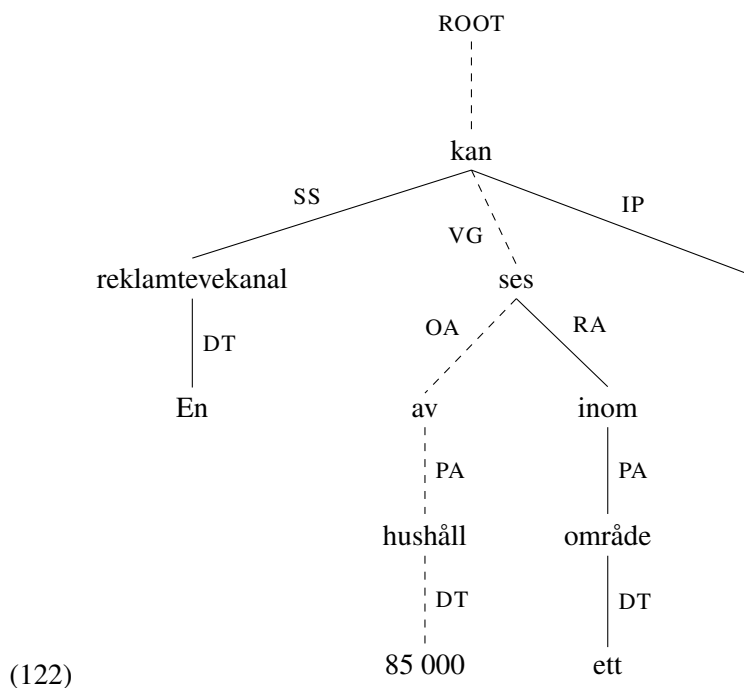 ROOT
kan
SS
IP
VG
reklamtevekanal
ses
OA
RA
DT
En
av
inom
PA
PA
hushåll
område
DT
DT
(122)
85 000
ett